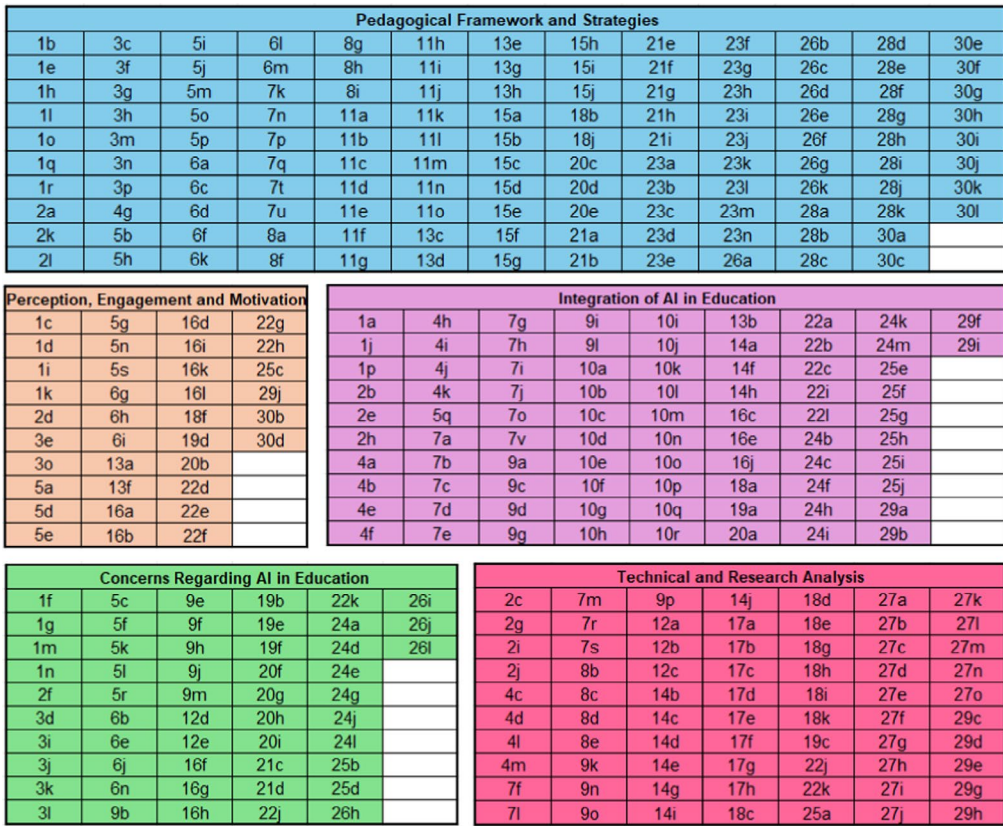 Pedagogical Framework and Strategies
1b 3c 5i 6l 8g 11h 13e 15h 21e 23f 26b 28d 30e
1e 3f 5j 6m 8h 11i 13g 15i 21f 23g 26c 28e 30f
1h 3g 5m 7k 8i 11j 13h 15j 21g 23h 26d 28f 30g
1l 3h 5o 7n 11a 11k 15a 18b 21h 23i 26e 28g 30h
1o 3m 5p 7p 11b 11l 15b 18j 21i 23j 26f 28h 30i
1q 3n 6a 7q 11c 11m 15c 20c 23a 23k 26g 28i 30j
1r 3p 6c 7t 11d 11n 15d 20d 23b 23l 26k 28j 30k
2a 4g 6d 7u 11e 11o 15e 20e 23c 23m 28a 28k 30l
2k 5b 6f 8a 11f 13c 15f 21a 23d 23n 28b 30a
2l 5h 6k 8f 11g 13d 15g 21b 23e 26a 28c 30c
Perception, Engagement and Motivation
1c 5g 16d 22g
1d 5n 16i 22h
1i 5s 16k 25c
1k 6g 16l 29j
2d 6h 18f 30b
3e 6i 19d 30d
3o 13a 20b
5a 13f 22d
5d 16a 22e
5e 16b 22f
Integration of AI in Education
1a 4h 7g 9i 10i 13b 22a 24k 29f
1j 4i 7h 9l 10j 14a 22b 24m 29i
1p 4j 7i 10a 10k 14f 22c 25e
2b 4k 7j 10b 10l 14h 22i 25f
2e 5q 7o 10c 10m 16c 22l 25g
2h 7a 7v 10d 10n 16e 24b 25h
4a 7b 9a 10e 10o 16j 24c 25i
4b 7c 9c 10f 10p 18a 24f 25j
4e 7d 9d 10g 10q 19a 24h 29a
4f 7e 9g 10h 10r 20a 24i 29b
Concerns Regarding AI in Education
1f 5c 9e 19b 22k 26i
1g 5f 9f 19e 24a 26j
1m 5k 9h 19f 24d 26l
1n 5l 9j 20f 24e
2f 5r 9m 20g 24g
3d 6b 12d 20h 24j
3i 6e 12e 20i 24l
3j 6j 16f 21c 25b
3k 6n 16g 21d 25d
3l 9b 16h 22j 26h
Technical and Research Analysis
2c 7m 9p 14j 18d 27a 27k
2g 7r 12a 17a 18e 27b 27l
2i 7s 12b 17b 18g 27c 27m
2j 8b 12c 17c 18h 27d 27n
4c 8c 14b 17d 18i 27e 27o
4d 8d 14c 17e 18k 27f 29c
4l 8e 14d 17f 19c 27g 29d
4m 9k 14e 17g 22j 27h 29e
7f 9n 14g 17h 22k 27i 29g
7l 9o 14i 18c 25a 27j 29h